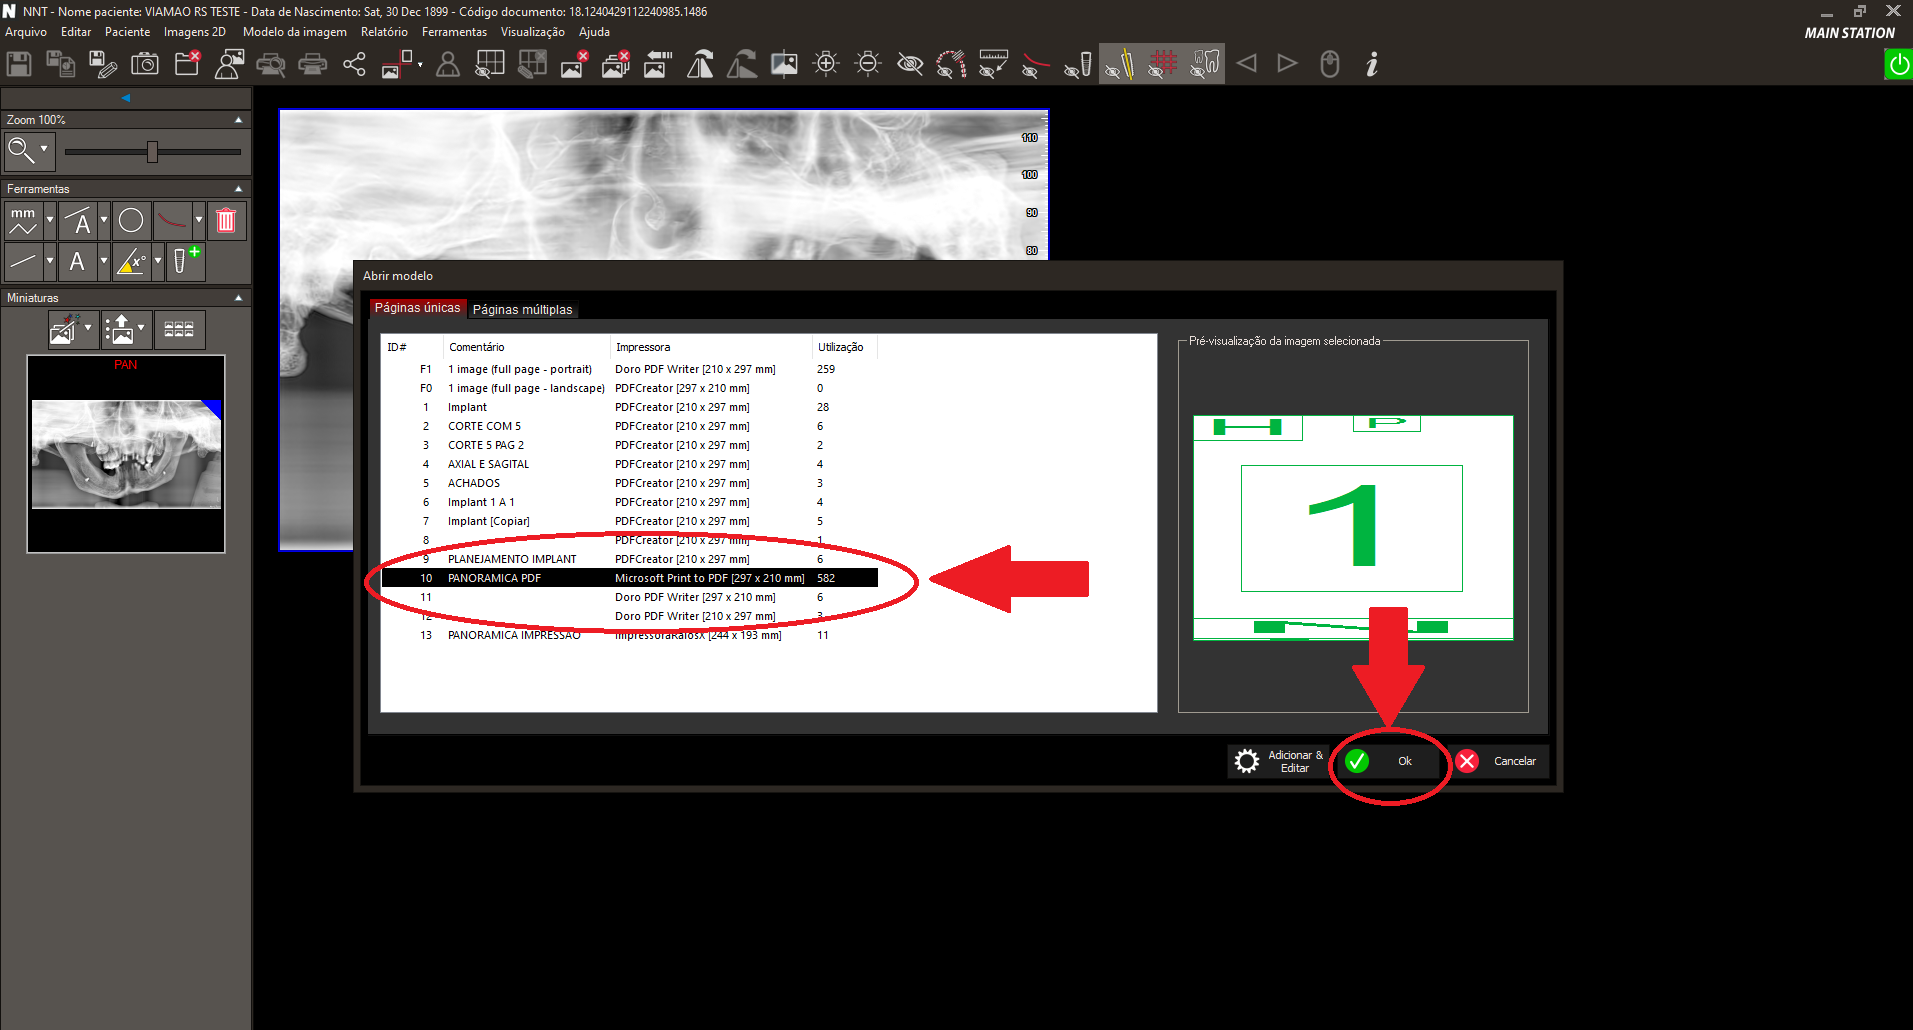 NNT - Nome paciente: VIAMAO RS TESTE - Data de Nascimento: Sat, 30 Dec 1899 - Código documento: 18.1240429112240985.1486
Arquivo Editar Paciente Imagens 2D Modelo da imagem Relatório Ferramentas Visualização Ajuda
MAIN STATION
Zoom 100%
Ferramentas
mm A
A x°
Miniaturas
PAN
110
100
90
80
Abrir modelo
Páginas únicas Páginas múltiplas
ID# Comentário Impressora Utilização
F1 1 image (full page - portrait) Doro PDF Writer [210 x 297 mm] 259
F0 1 image (full page - landscape) PDFCreator [297 x 210 mm] 0
1 Implant PDFCreator [210 x 297 mm] 28
2 CORTE COM 5 PDFCreator [210 x 297 mm] 6
3 CORTE 5 PAG 2 PDFCreator [210 x 297 mm] 2
4 AXIAL E SAGITAL PDFCreator [210 x 297 mm] 4
5 ACHADOS PDFCreator [210 x 297 mm] 3
6 Implant 1 A 1 PDFCreator [210 x 297 mm] 4
7 Implant [Copiar] PDFCreator [210 x 297 mm] 5
8 PDFCreator [210 x 297 mm] 1
9 PLANEJAMENTO IMPLANT PDFCreator [210 x 297 mm] 6
10 PANORAMICA PDF Microsoft Print to PDF [297 x 210 mm] 582
11 Doro PDF Writer [297 x 210 mm] 6
12 Doro PDF Writer [210 x 297 mm] 3
13 PANORAMICA IMPRESSAO ImpressoraRaiosX [244 x 193 mm] 11
Pré-visualização da imagem selecionada
1
Adicionar &
Editar
Ok
Cancelar